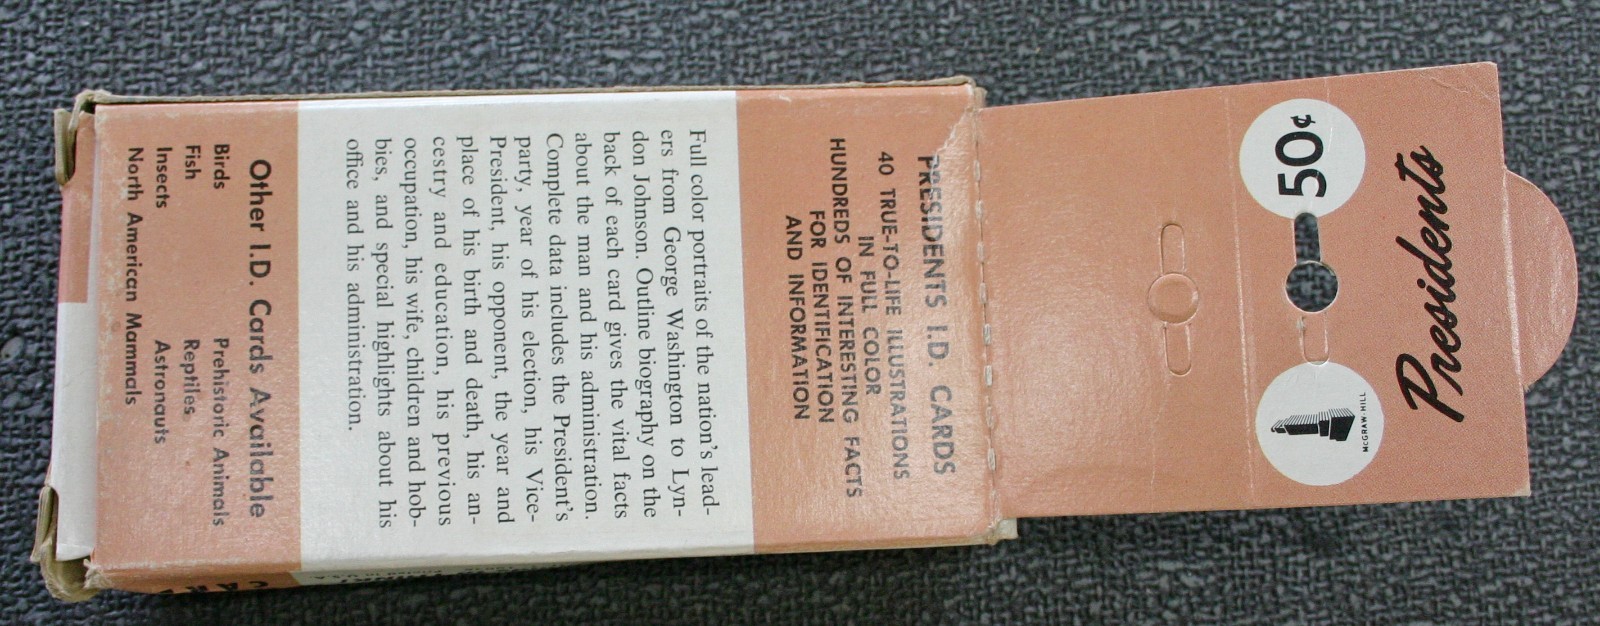 Presidents
50¢
McGRAW-HILL
PRESIDENTS I.D. CARDS
40 TRUE-TO-LIFE ILLUSTRATIONS
IN FULL COLOR
HUNDREDS OF INTERESTING FACTS
FOR IDENTIFICATION
AND INFORMATION
Full color portraits of the nation's lead-
ers from George Washington to Lyn-
don Johnson. Outline biography on the
back of each card gives the vital facts
about the man and his administration.
Complete data includes the President's
party, year of his election, his Vice-
President, his opponent, the year and
place of his birth and death, his an-
cestry and education, his previous
occupation, his wife, children and hob-
bies, and special highlights about his
office and his administration.
Other I.D. Cards Available
Birds Prehistoric Animals
Fish Reptiles
Insects Astronauts
North American Mammals